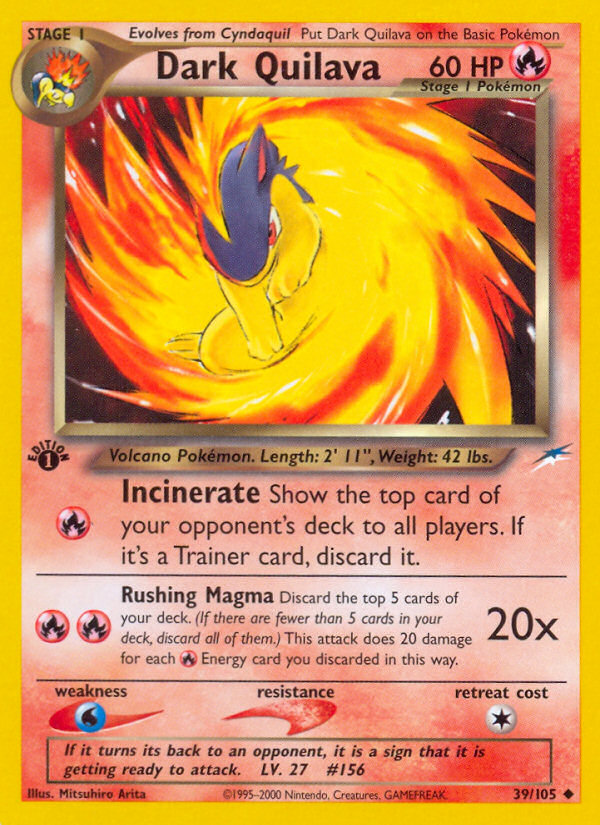 STAGE 1
Evolves from Cyndaquil Put Dark Quilava on the Basic Pokémon
Dark Quilava 60 HP
Stage 1 Pokémon
EDITION
1
Volcano Pokémon. Length: 2' 11", Weight: 42 lbs.
Incinerate Show the top card of
your opponent's deck to all players. If
it's a Trainer card, discard it.
Rushing Magma Discard the top 5 cards of
your deck. (If there are fewer than 5 cards in your
deck, discard all of them.) This attack does 20 damage
for each Energy card you discarded in this way.
20x
weakness resistance retreat cost
If it turns its back to an opponent, it is a sign that it is
getting ready to attack. LV. 27 #156
Illus. Mitsuhiro Arita ©1995–2000 Nintendo, Creatures, GAMEFREAK. 39/105